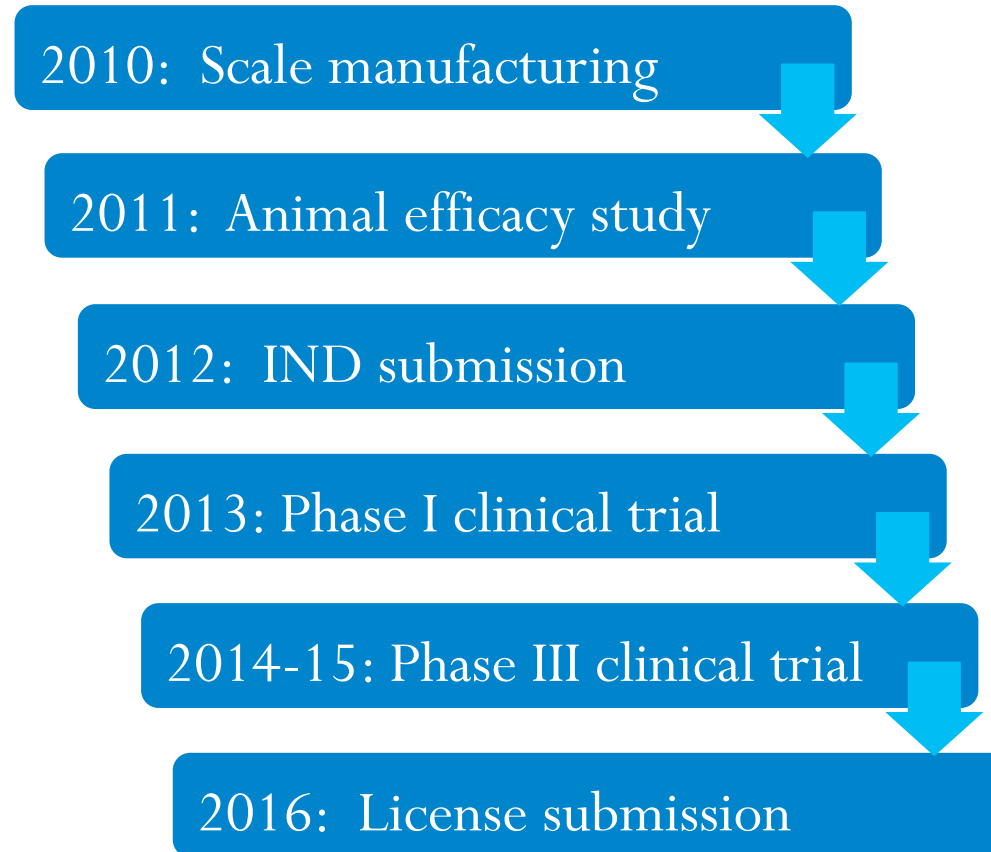 2010:  Scale manufacturing
2011:  Animal efficacy study
2012:  IND submission
2013: Phase I clinical trial
2014-15: Phase III clinical trial
2016:  License submission